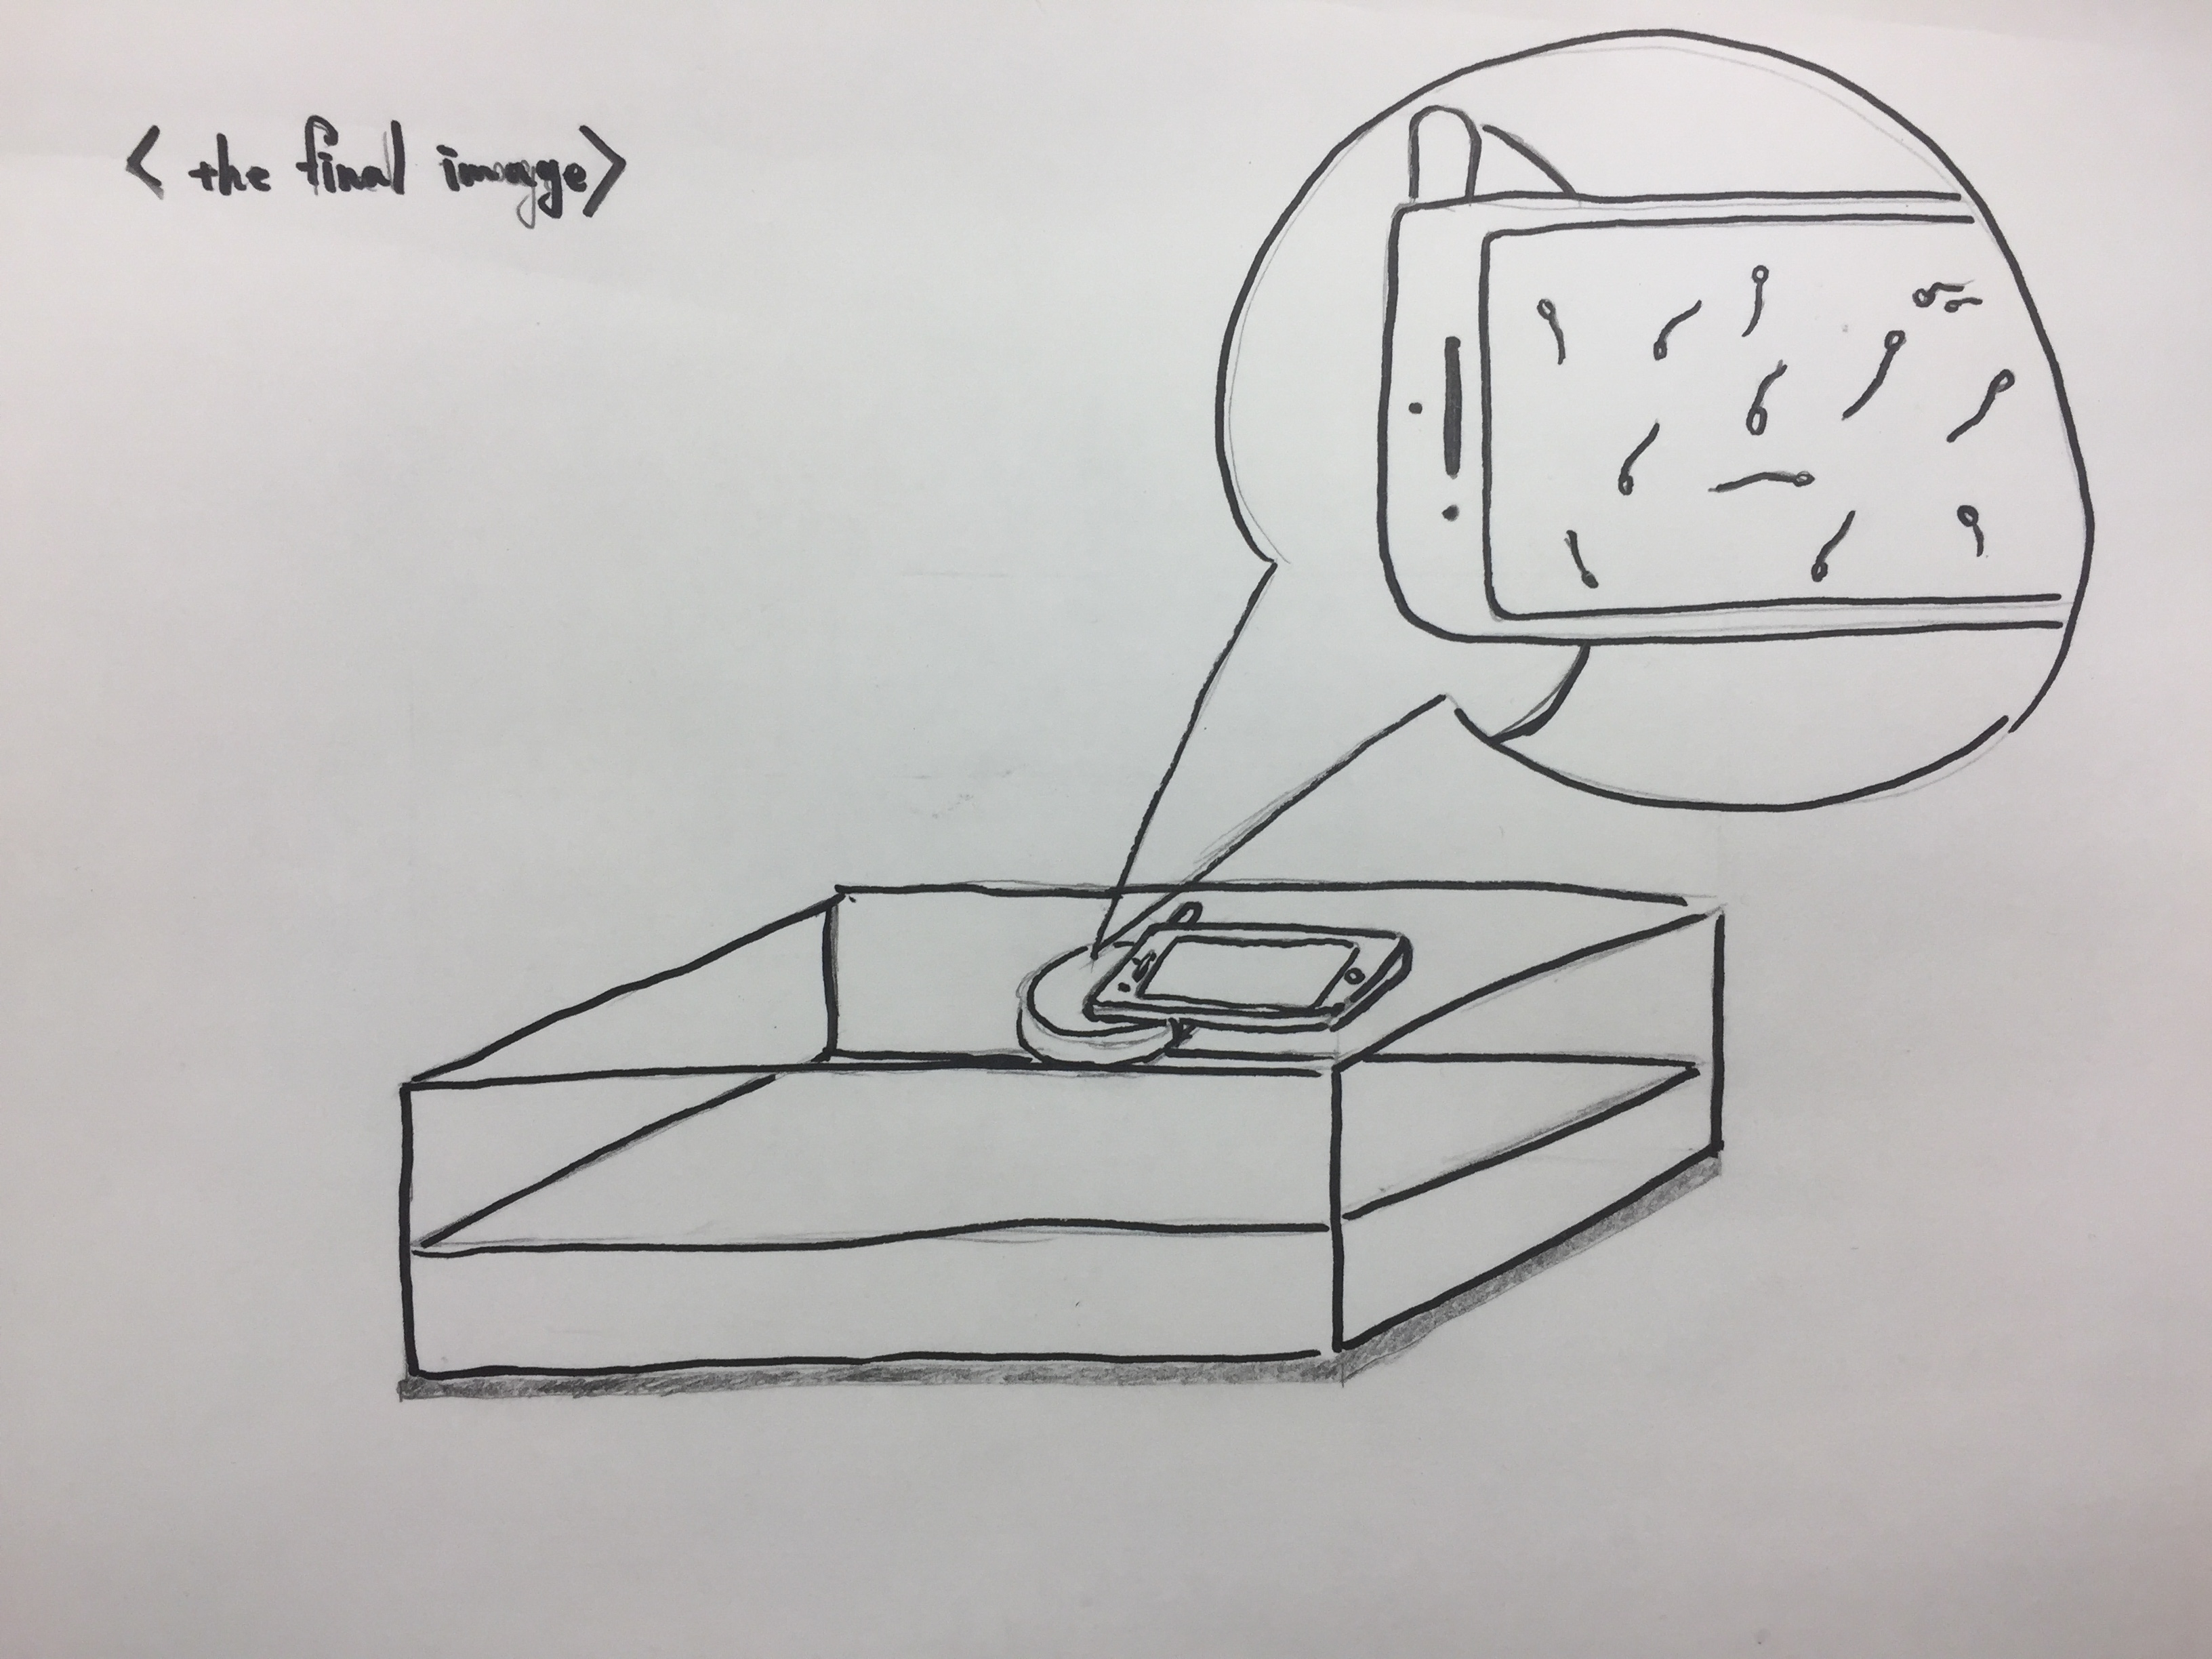 < the final image>